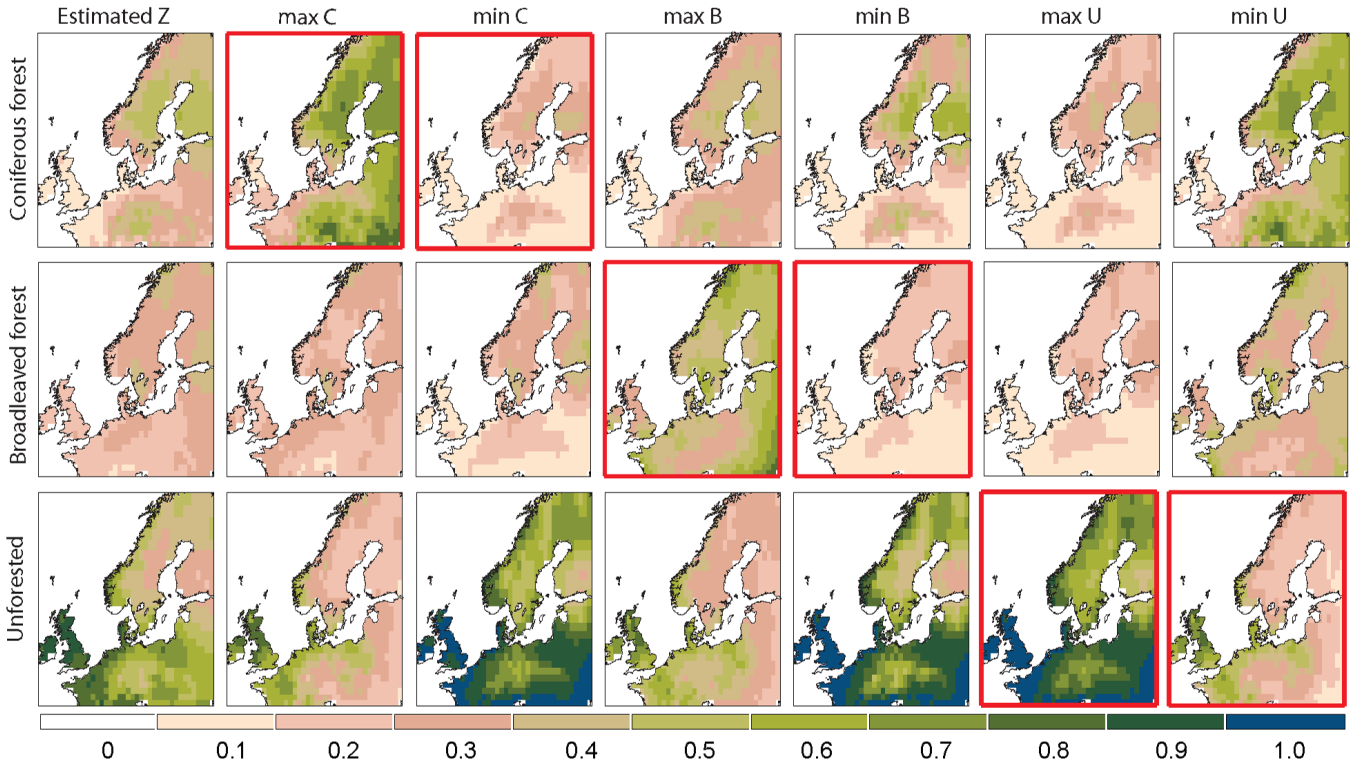 Estimated Z max C min C max B min B max U min U
Coniferous forest
Broadleaved forest
Unforested
0 0.1 0.2 0.3 0.4 0.5 0.6 0.7 0.8 0.9 1.0